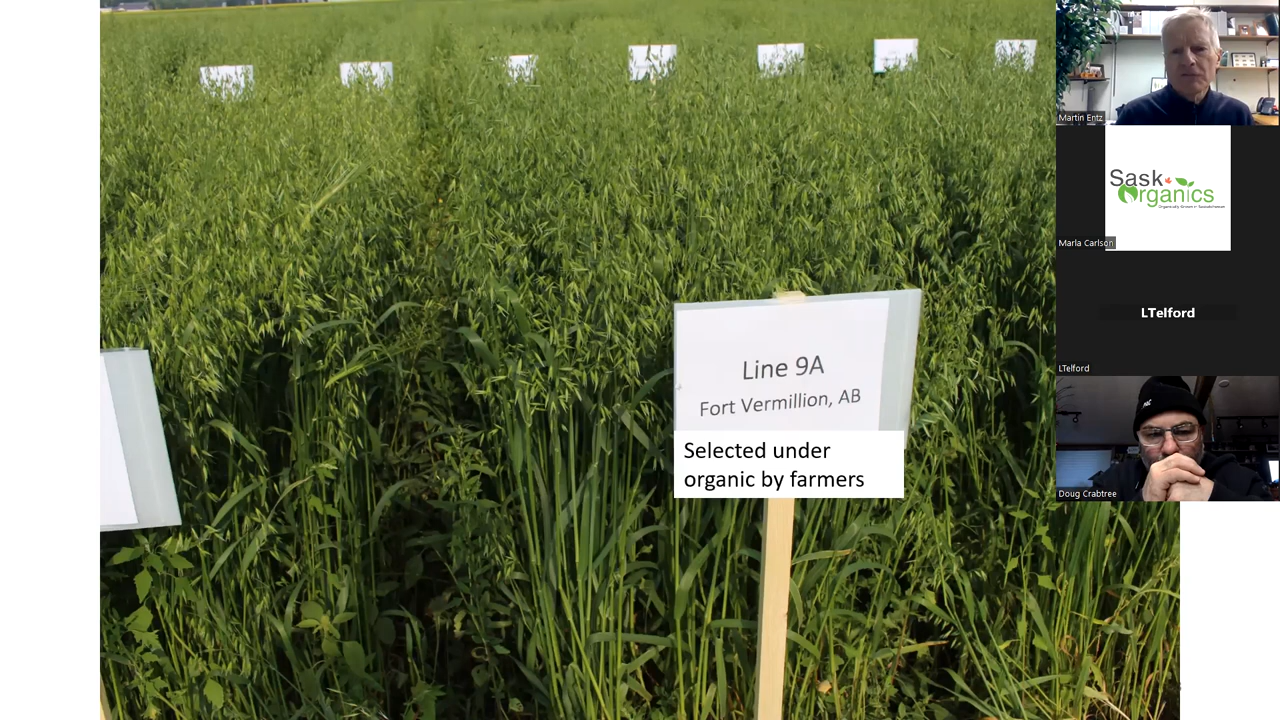 Line 9A
Fort Vermillion, AB
Selected under
organic by farmers
Martin Entz
Sask
Organics
Marla Carlson
LTelford
LTelford
Doug Crabtree